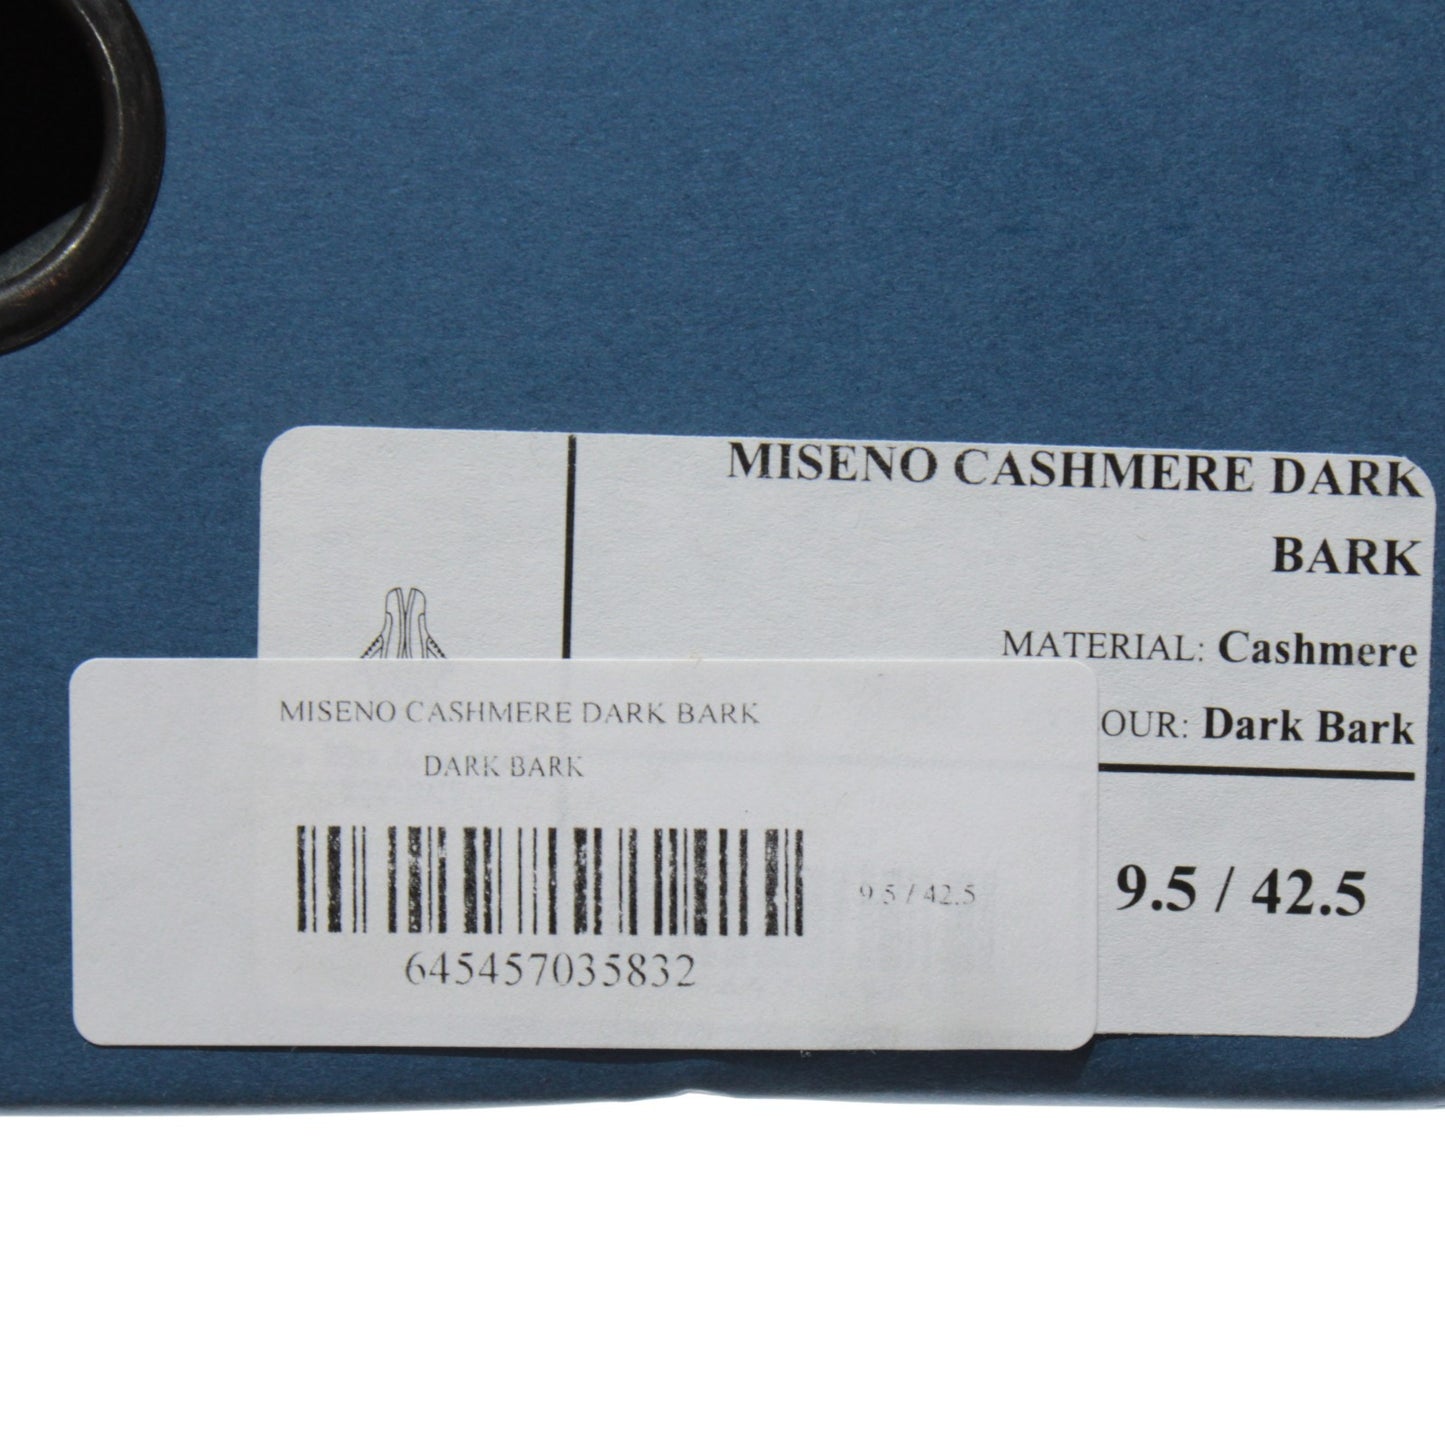 MISENO CASHMERE DARK
BARK
MATERIAL: Cashmere
OUR: Dark Bark
9.5 / 42.5
MISENO CASHMERE DARK BARK
DARK BARK
9.5 / 42.5
645457035832